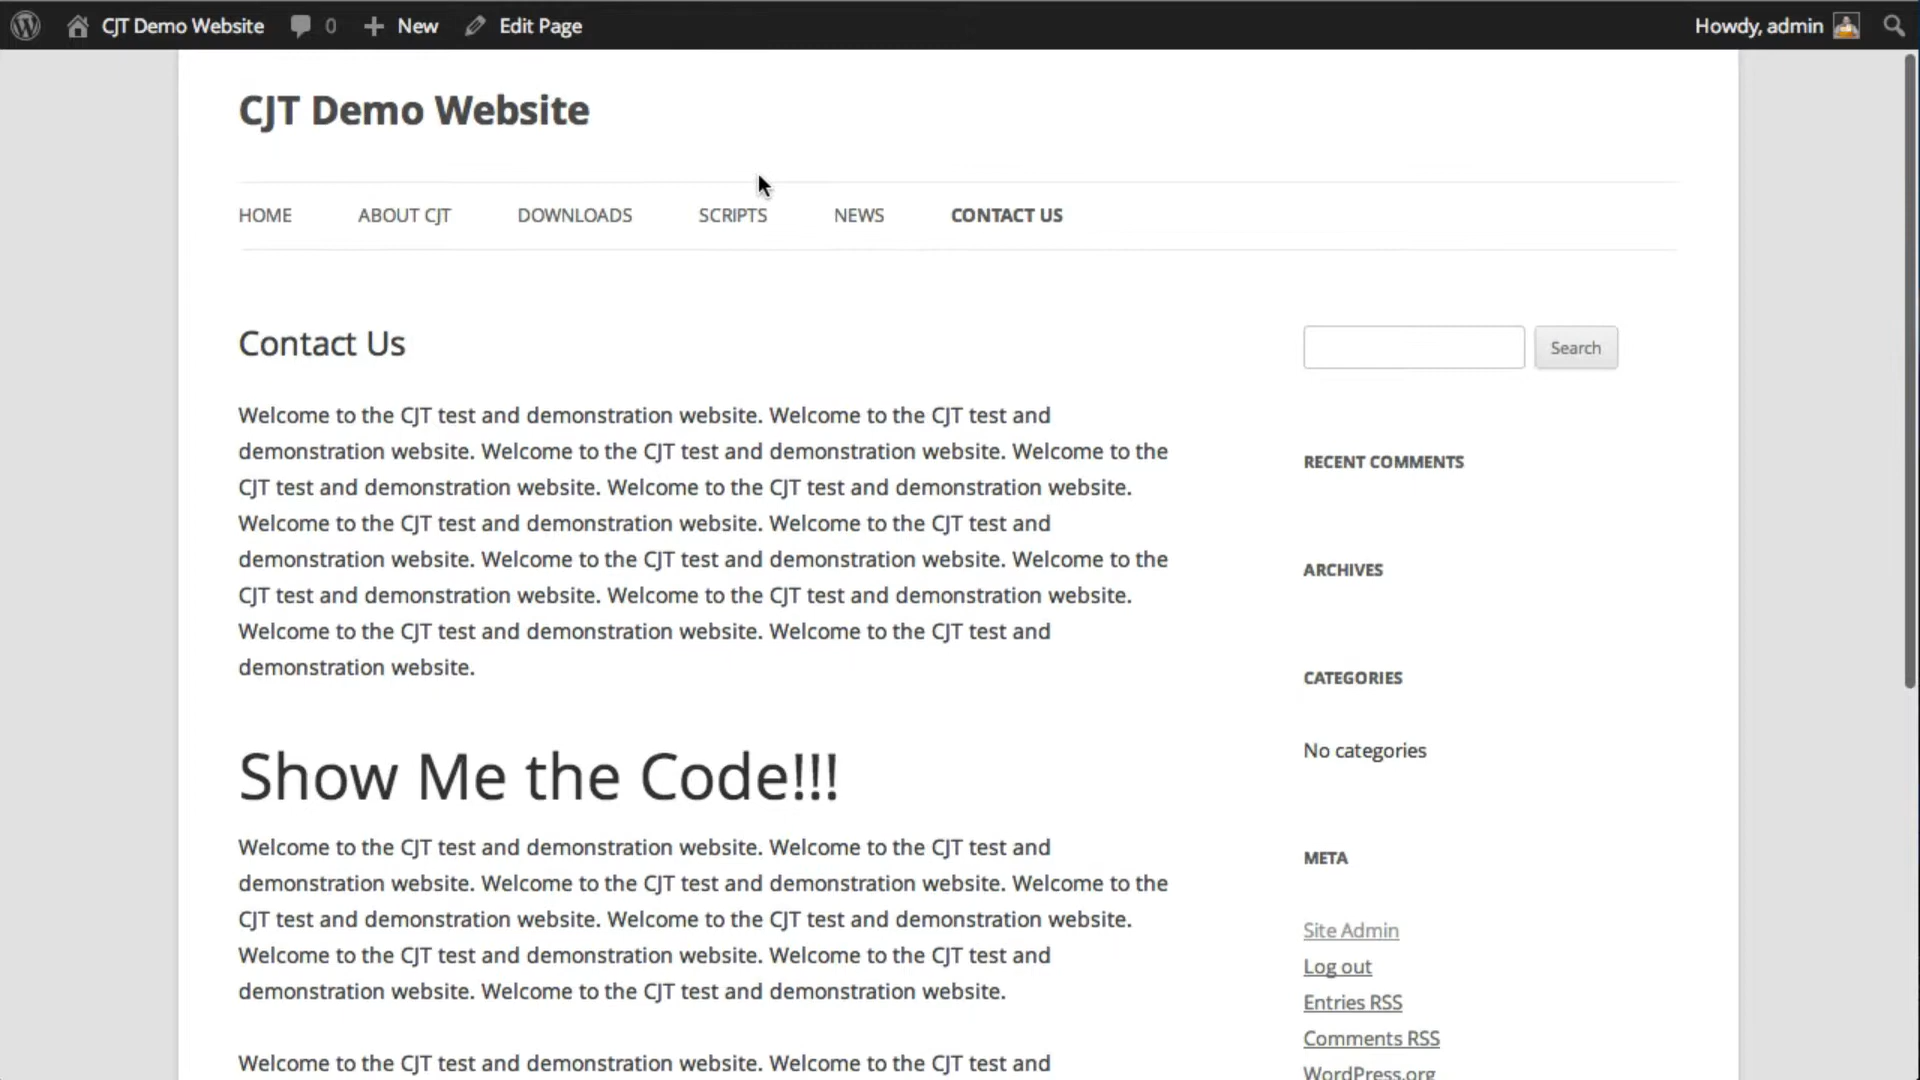 CJT Demo Website 0 New Edit Page Howdy, admin
CJT Demo Website
HOME ABOUT CJT DOWNLOADS SCRIPTS NEWS CONTACT US
Contact Us
Welcome to the CJT test and demonstration website. Welcome to the CJT test and
demonstration website. Welcome to the CJT test and demonstration website. Welcome to the
CJT test and demonstration website. Welcome to the CJT test and demonstration website.
Welcome to the CJT test and demonstration website. Welcome to the CJT test and
demonstration website. Welcome to the CJT test and demonstration website. Welcome to the
CJT test and demonstration website. Welcome to the CJT test and demonstration website.
Welcome to the CJT test and demonstration website. Welcome to the CJT test and
demonstration website.
Show Me the Code!!!
Welcome to the CJT test and demonstration website. Welcome to the CJT test and
demonstration website. Welcome to the CJT test and demonstration website. Welcome to the
CJT test and demonstration website. Welcome to the CJT test and demonstration website.
Welcome to the CJT test and demonstration website. Welcome to the CJT test and
demonstration website. Welcome to the CJT test and demonstration website.
Welcome to the CJT test and demonstration website. Welcome to the CJT test and
Search
RECENT COMMENTS
ARCHIVES
CATEGORIES
No categories
META
Site Admin
Log out
Entries RSS
Comments RSS
WordPress.org